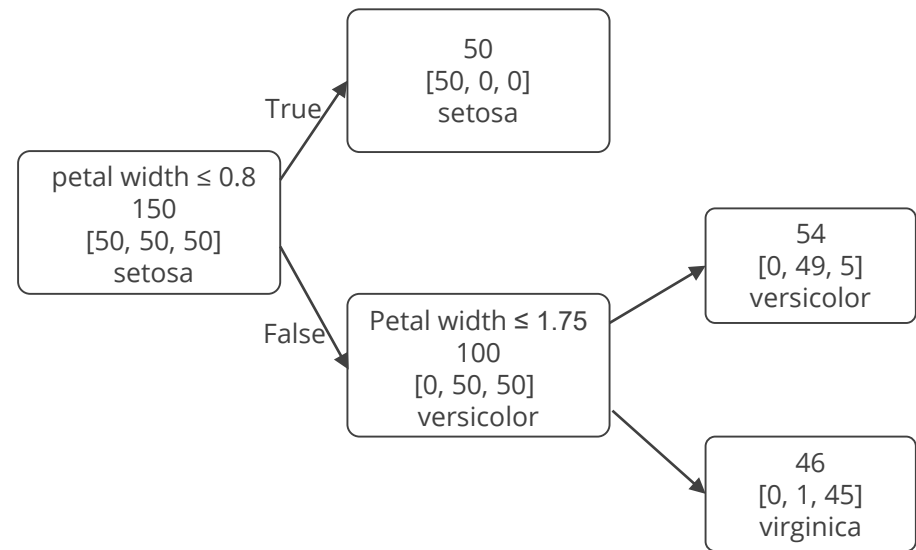 50
[50, 0, 0]
setosa
True
petal width ≤ 0.8
150
[50, 50, 50]
setosa
False
Petal width ≤ 1.75
100
[0, 50, 50]
versicolor
54
[0, 49, 5]
versicolor
46
[0, 1, 45]
virginica